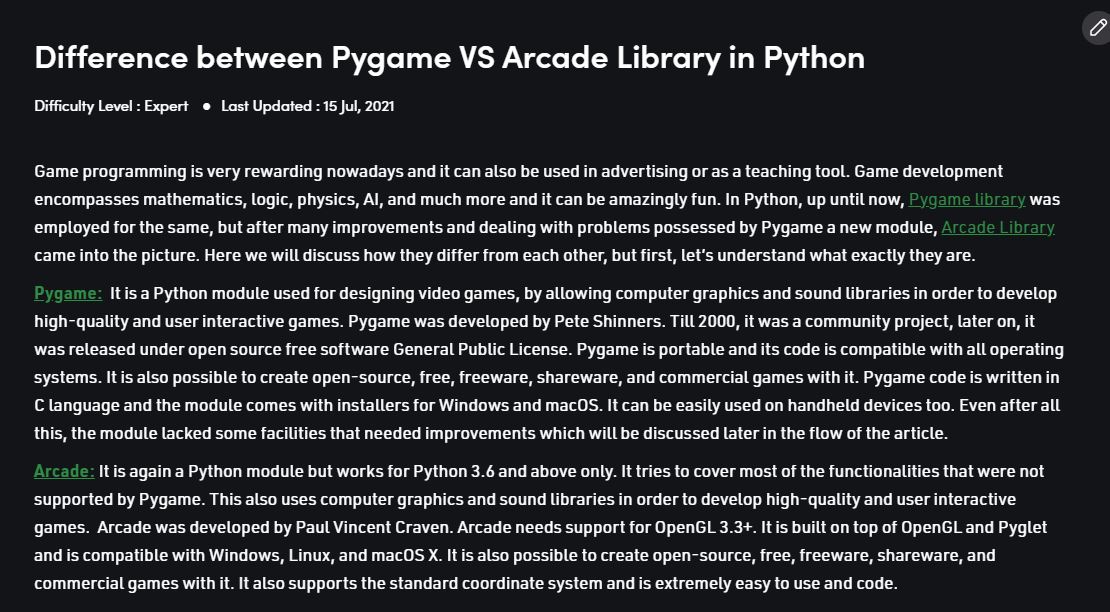 Difference between Pygame VS Arcade Library in Python
Difficulty Level : Expert ● Last Updated : 15 Jul, 2021
Game programming is very rewarding nowadays and it can also be used in advertising or as a teaching tool. Game development
encompasses mathematics, logic, physics, AI, and much more and it can be amazingly fun. In Python, up until now, Pygame library was
employed for the same, but after many improvements and dealing with problems possessed by Pygame a new module, Arcade Library
came into the picture. Here we will discuss how they differ from each other, but first, let's understand what exactly they are.
Pygame: It is a Python module used for designing video games, by allowing computer graphics and sound libraries in order to develop
high-quality and user interactive games. Pygame was developed by Pete Shinners. Till 2000, it was a community project, later on, it
was released under open source free software General Public License. Pygame is portable and its code is compatible with all operating
systems. It is also possible to create open-source, free, freeware, shareware, and commercial games with it. Pygame code is written in
C language and the module comes with installers for Windows and macOS. It can be easily used on handheld devices too. Even after all
this, the module lacked some facilities that needed improvements which will be discussed later in the flow of the article.
Arcade: It is again a Python module but works for Python 3.6 and above only. It tries to cover most of the functionalities that were not
supported by Pygame. This also uses computer graphics and sound libraries in order to develop high-quality and user interactive
games. Arcade was developed by Paul Vincent Craven. Arcade needs support for OpenGL 3.3+. It is built on top of OpenGL and Pyglet
and is compatible with Windows, Linux, and macOS X. It is also possible to create open-source, free, freeware, shareware, and
commercial games with it. It also supports the standard coordinate system and is extremely easy to use and code.